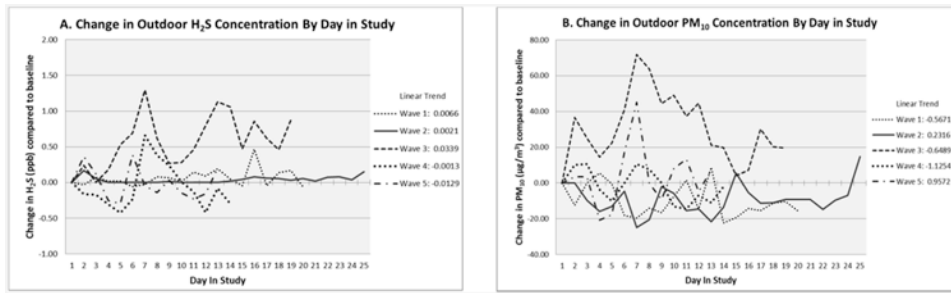 A. Change in Outdoor H₂S Concentration By Day in Study
Change in H₂S (ppb) compared to baseline
2.00
1.50
1.00
0.50
0.00
-0.50
-1.00
1 2 3 4 5 6 7 8 9 10 11 12 13 14 15 16 17 18 19 20 21 22 23 24 25
Day In Study
Linear Trend
Wave 1: 0.0066
Wave 2: 0.0021
Wave 3: 0.0339
Wave 4: -0.0013
Wave 5: -0.0129
B. Change in Outdoor PM₁₀ Concentration By Day in Study
Change in PM₁₀ (µg/m³) compared to baseline
80.00
60.00
40.00
20.00
0.00
-20.00
-40.00
1 2 3 4 5 6 7 8 9 10 11 12 13 14 15 16 17 18 19 20 21 22 23 24 25
Day In Study
Linear Trend
Wave 1: -0.5671
Wave 2: 0.2316
Wave 3: -0.6489
Wave 4: -1.1254
Wave 5: 0.9572